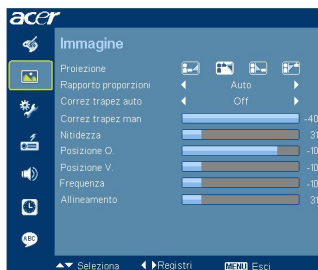 acer
Immagine
Proiezione
Rapporto proporzioni Auto
Correz trapez auto Off
Correz trapez man -40
Nitidezza 31
Posizione O. -10
Posizione V. -10
Frequenza -10
Allineamento 31
ABC
Seleziona Registri MENU Esci